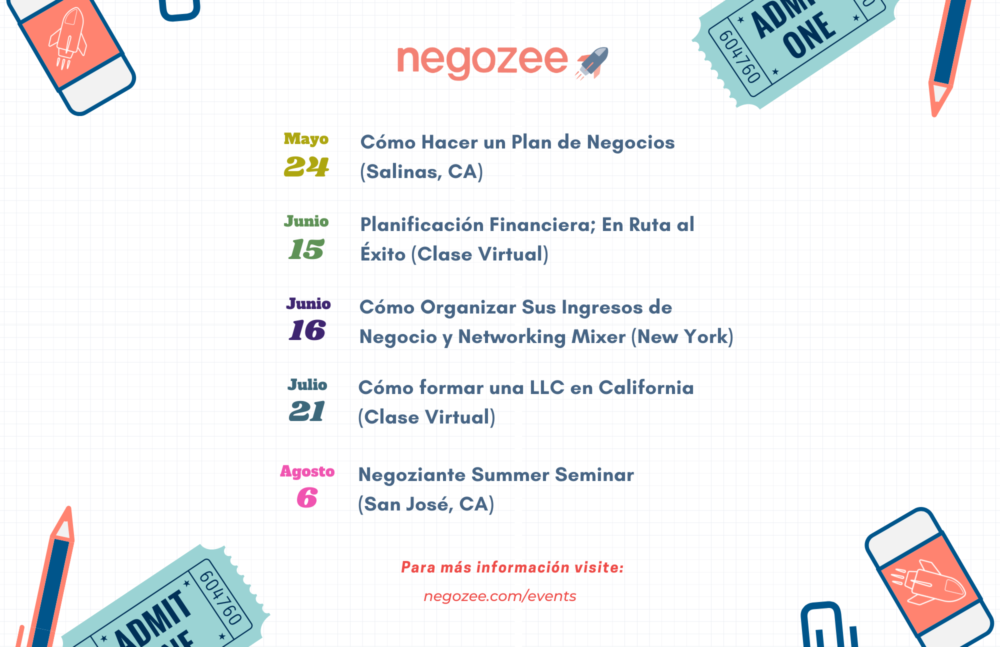 ADMIT
ONE
604760
negozee
Mayo
24
Cómo Hacer un Plan de Negocios
(Salinas, CA)
Junio
15
Planificación Financiera; En Ruta al
Éxito (Clase Virtual)
Junio
16
Cómo Organizar Sus Ingresos de
Negocio y Networking Mixer (New York)
Julio
21
Cómo formar una LLC en California
(Clase Virtual)
Agosto
6
Negoziante Summer Seminar
(San José, CA)
Para más información visite:
negozee.com/events
604760
ADMIT
ONE